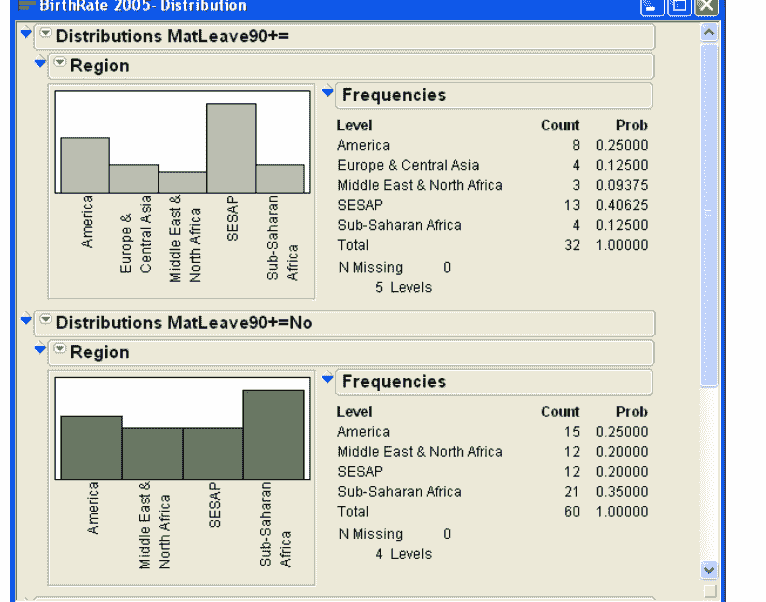 BirthRate 2005- Distribution
Distributions MatLeave90+=
Region
America
Europe &
Central Asia
Middle East &
North Africa
SESAP
Sub-Saharan
Africa
Frequencies
Level Count Prob
America 8 0.25000
Europe & Central Asia 4 0.12500
Middle East & North Africa 3 0.09375
SESAP 13 0.40625
Sub-Saharan Africa 4 0.12500
Total 32 1.00000
N Missing 0
5 Levels
Distributions MatLeave90+=No
Region
America
Middle East &
North Africa
SESAP
Sub-Saharan
Africa
Frequencies
Level Count Prob
America 15 0.25000
Middle East & North Africa 12 0.20000
SESAP 12 0.20000
Sub-Saharan Africa 21 0.35000
Total 60 1.00000
N Missing 0
4 Levels